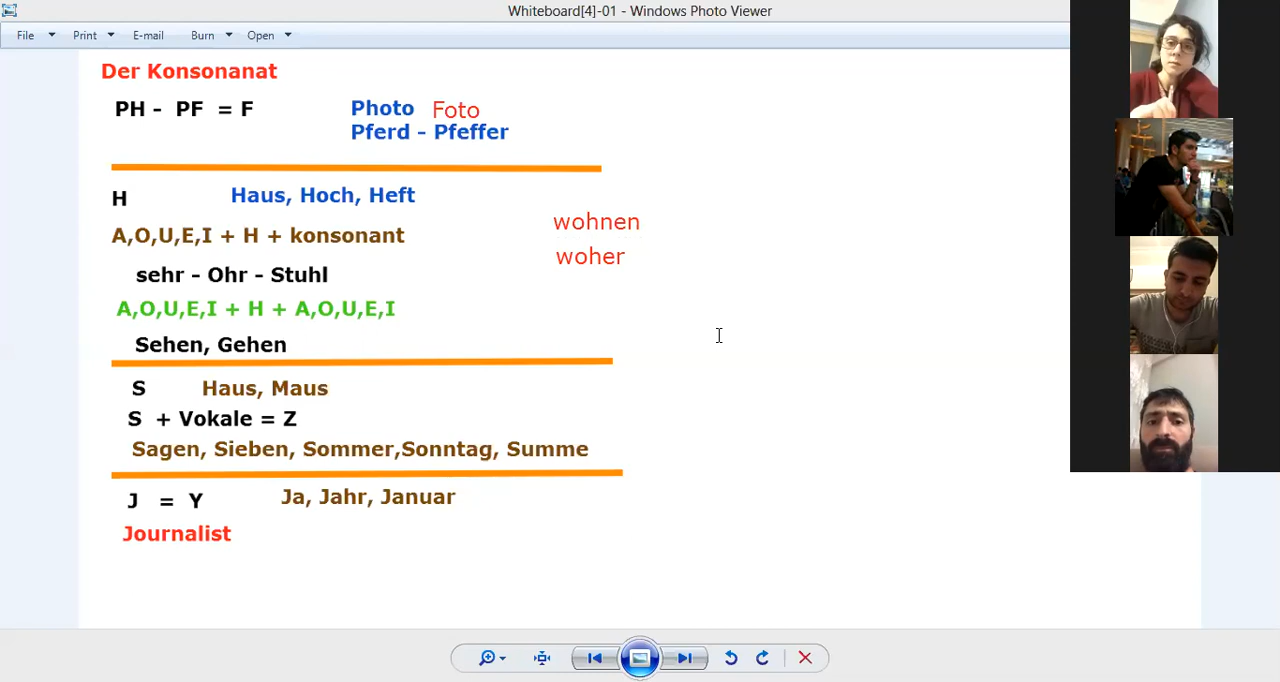 Whiteboard[4]-01 - Windows Photo Viewer
File Print E-mail Burn Open
Der Konsonanat
PH - PF = F Photo Foto
Pferd - Pfeffer
H Haus, Hoch, Heft
wohnen
A,O,U,E,I + H + konsonant
woher
sehr - Ohr - Stuhl
A,O,U,E,I + H + A,O,U,E,I
Sehen, Gehen
S Haus, Maus
S + Vokale = Z
Sagen, Sieben, Sommer,Sonntag, Summe
J = Y Ja, Jahr, Januar
Journalist